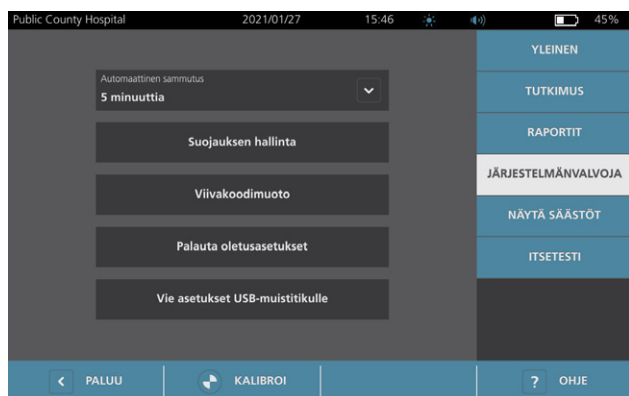 Public County Hospital 2021/01/27 15:46 45%
Automaattinen sammutus
5 minuuttia
Suojauksen hallinta
Viivakoodimuoto
Palauta oletusasetukset
Vie asetukset USB-muistitikulle
YLEINEN
TUTKIMUS
RAPORTIT
JÄRJESTELMÄNVALVOJA
NÄYTÄ SÄÄSTÖT
ITSETESTI
PALUU
KALIBROI
? OHJE